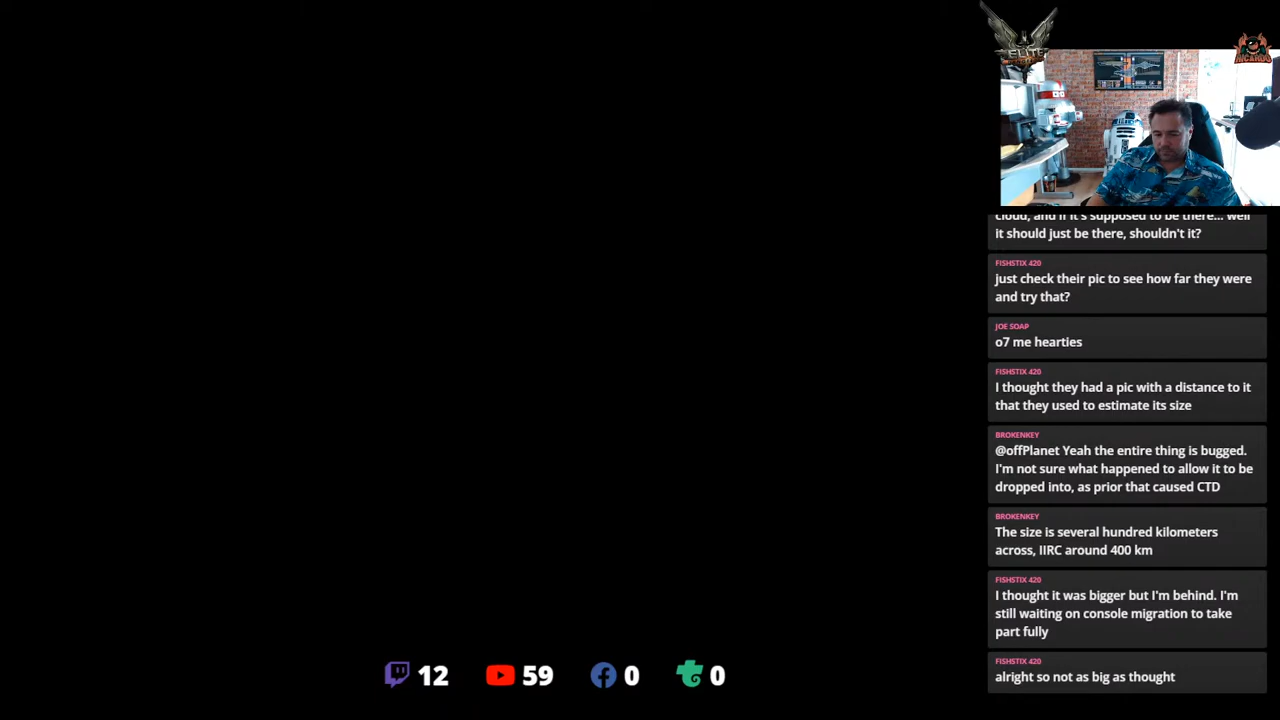 ELITE
RICARDO
cloud, and if it's supposed to be there... well
it should just be there, shouldn't it?
FISHSTIX 420
just check their pic to see how far they were
and try that?
JOE SOAP
o7 me hearties
FISHSTIX 420
I thought they had a pic with a distance to it
that they used to estimate its size
BROKENKEY
@offPlanet Yeah the entire thing is bugged.
I'm not sure what happened to allow it to be
dropped into, as prior that caused CTD
BROKENKEY
The size is several hundred kilometers
across, IIRC around 400 km
FISHSTIX 420
I thought it was bigger but I'm behind. I'm
still waiting on console migration to take
part fully
FISHSTIX 420
alright so not as big as thought
12 59 0 0